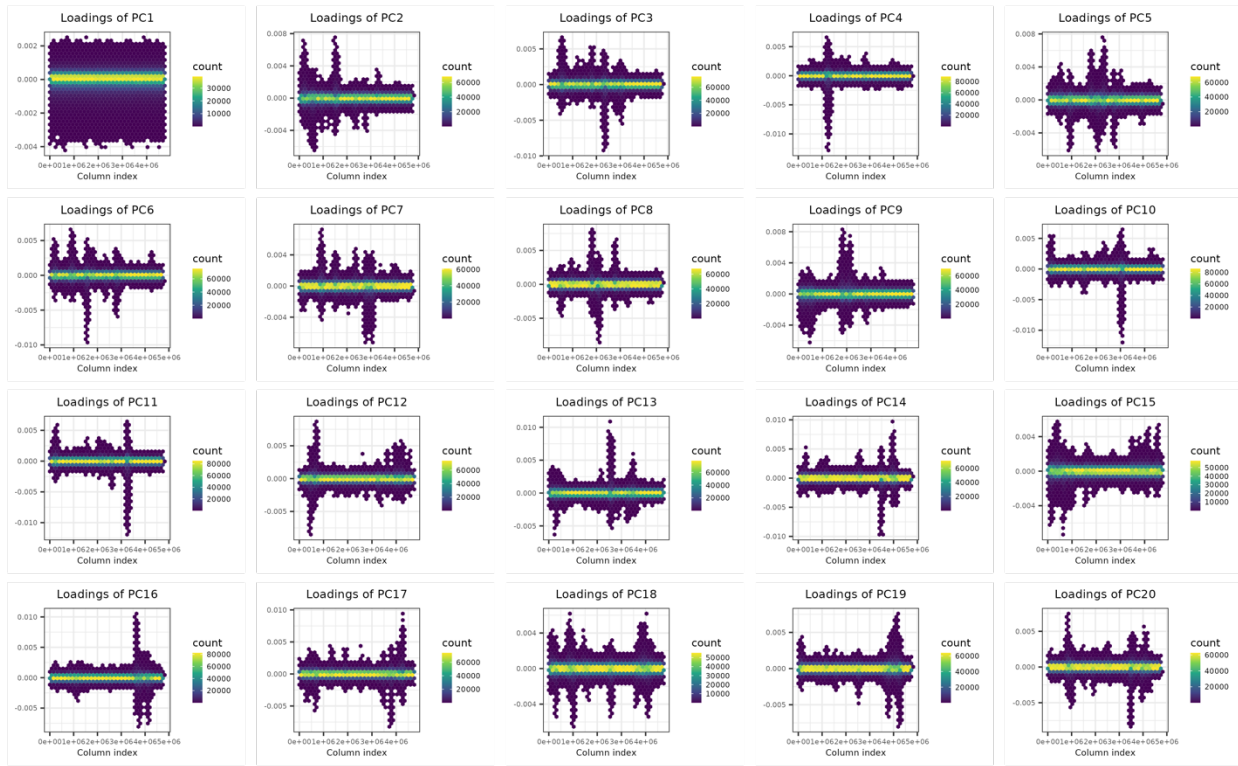 Loadings of PC1
0.002
0.000
-0.002
-0.004
0e+001e+062e+063e+064e+06
Column index
count
30000
20000
10000
Loadings of PC2
0.008
0.004
0.000
-0.004
0e+001e+062e+063e+064e+065e+06
Column index
count
60000
40000
20000
Loadings of PC3
0.005
0.000
-0.005
-0.010
0e+001e+062e+063e+064e+065e+06
Column index
count
60000
40000
20000
Loadings of PC4
0.005
0.000
-0.005
-0.010
0e+001e+062e+063e+064e+065e+06
Column index
count
80000
60000
40000
20000
Loadings of PC5
0.008
0.004
0.000
-0.004
0e+001e+062e+063e+064e+065e+06
Column index
count
60000
40000
20000
Loadings of PC6
0.005
0.000
-0.005
-0.010
0e+001e+062e+063e+064e+065e+06
Column index
count
60000
40000
20000
Loadings of PC7
0.004
0.000
-0.004
0e+001e+062e+063e+064e+065e+06
Column index
count
60000
40000
20000
Loadings of PC8
0.005
0.000
-0.005
0e+001e+062e+063e+064e+065e+06
Column index
count
60000
40000
20000
Loadings of PC9
0.008
0.004
0.000
-0.004
0e+001e+062e+063e+064e+06
Column index
count
60000
40000
20000
Loadings of PC10
0.005
0.000
-0.005
-0.010
0e+001e+062e+063e+064e+065e+06
Column index
count
80000
60000
40000
20000
Loadings of PC11
0.005
0.000
-0.005
-0.010
0e+001e+062e+063e+064e+065e+06
Column index
count
80000
60000
40000
20000
Loadings of PC12
0.005
0.000
-0.005
0e+001e+062e+063e+064e+06
Column index
count
60000
40000
20000
Loadings of PC13
0.010
0.005
0.000
-0.005
0e+001e+062e+063e+064e+06
Column index
count
60000
40000
20000
Loadings of PC14
0.010
0.005
0.000
-0.005
-0.010
0e+001e+062e+063e+064e+065e+06
Column index
count
60000
40000
20000
Loadings of PC15
0.004
0.000
-0.004
0e+001e+062e+063e+064e+06
Column index
count
50000
40000
30000
20000
10000
Loadings of PC16
0.010
0.005
0.000
-0.005
0e+001e+062e+063e+064e+065e+06
Column index
count
80000
60000
40000
20000
Loadings of PC17
0.010
0.005
0.000
-0.005
0e+001e+062e+063e+064e+065e+06
Column index
count
60000
40000
20000
Loadings of PC18
0.004
0.000
-0.004
0e+001e+062e+063e+064e+065e+06
Column index
count
50000
40000
30000
20000
10000
Loadings of PC19
0.005
0.000
-0.005
0e+001e+062e+063e+064e+065e+06
Column index
count
60000
40000
20000
Loadings of PC20
0.005
0.000
-0.005
0e+001e+062e+063e+064e+065e+06
Column index
count
60000
40000
20000